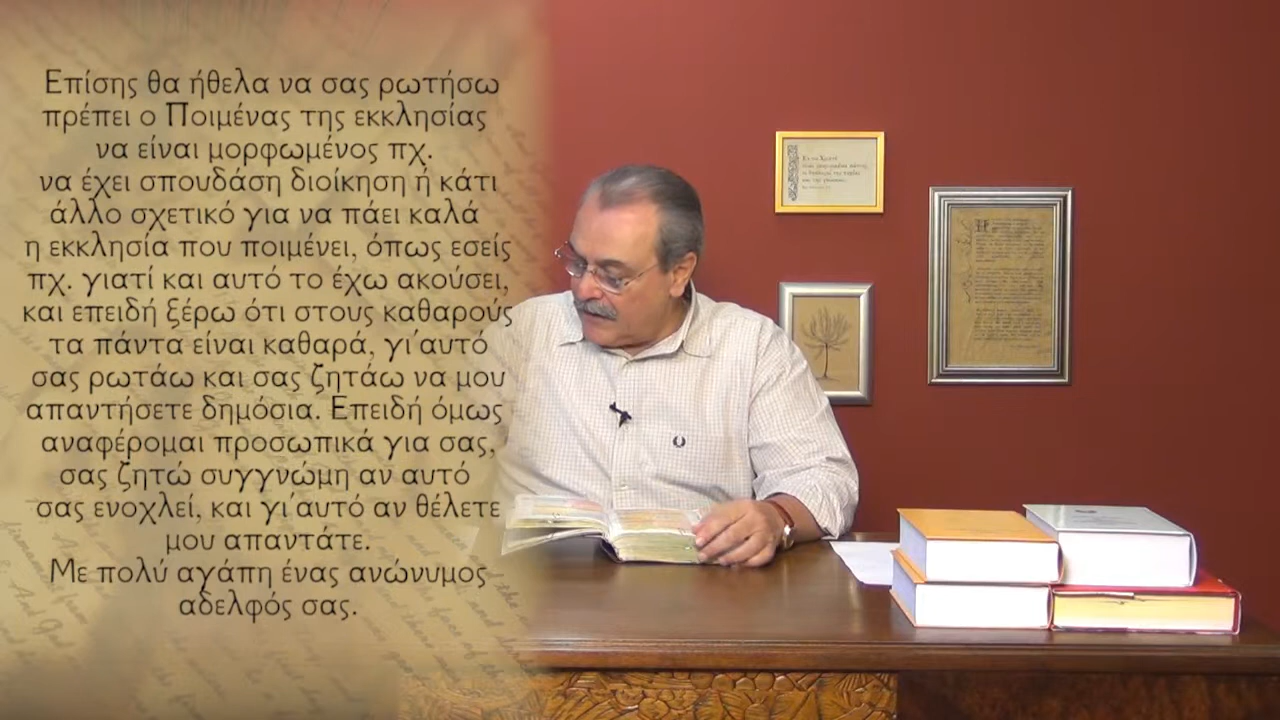 Επίσης θα ήθελα να σας ρωτήσω
πρέπει ο Ποιμένας της εκκλησίας
να είναι μορφωμένος πχ.
να έχει σπουδάση διοίκηση ή κάτι
άλλο σχετικό για να πάει καλά
η εκκλησία που ποιμένει, όπως εσείς
πχ. γιατί και αυτό το έχω ακούσει,
και επειδή ξέρω ότι στους καθαρούς
τα πάντα είναι καθαρά, γι΄αυτό
σας ρωτάω και σας ζητάω να μου
απαντήσετε δημόσια. Επειδή όμως
αναφέρομαι προσωπικά για σας,
σας ζητώ συγγνώμη αν αυτό
σας ενοχλεί, και γι΄αυτό αν θέλετε
μου απαντάτε.
Με πολύ αγάπη ένας ανώνυμος
αδελφός σας.